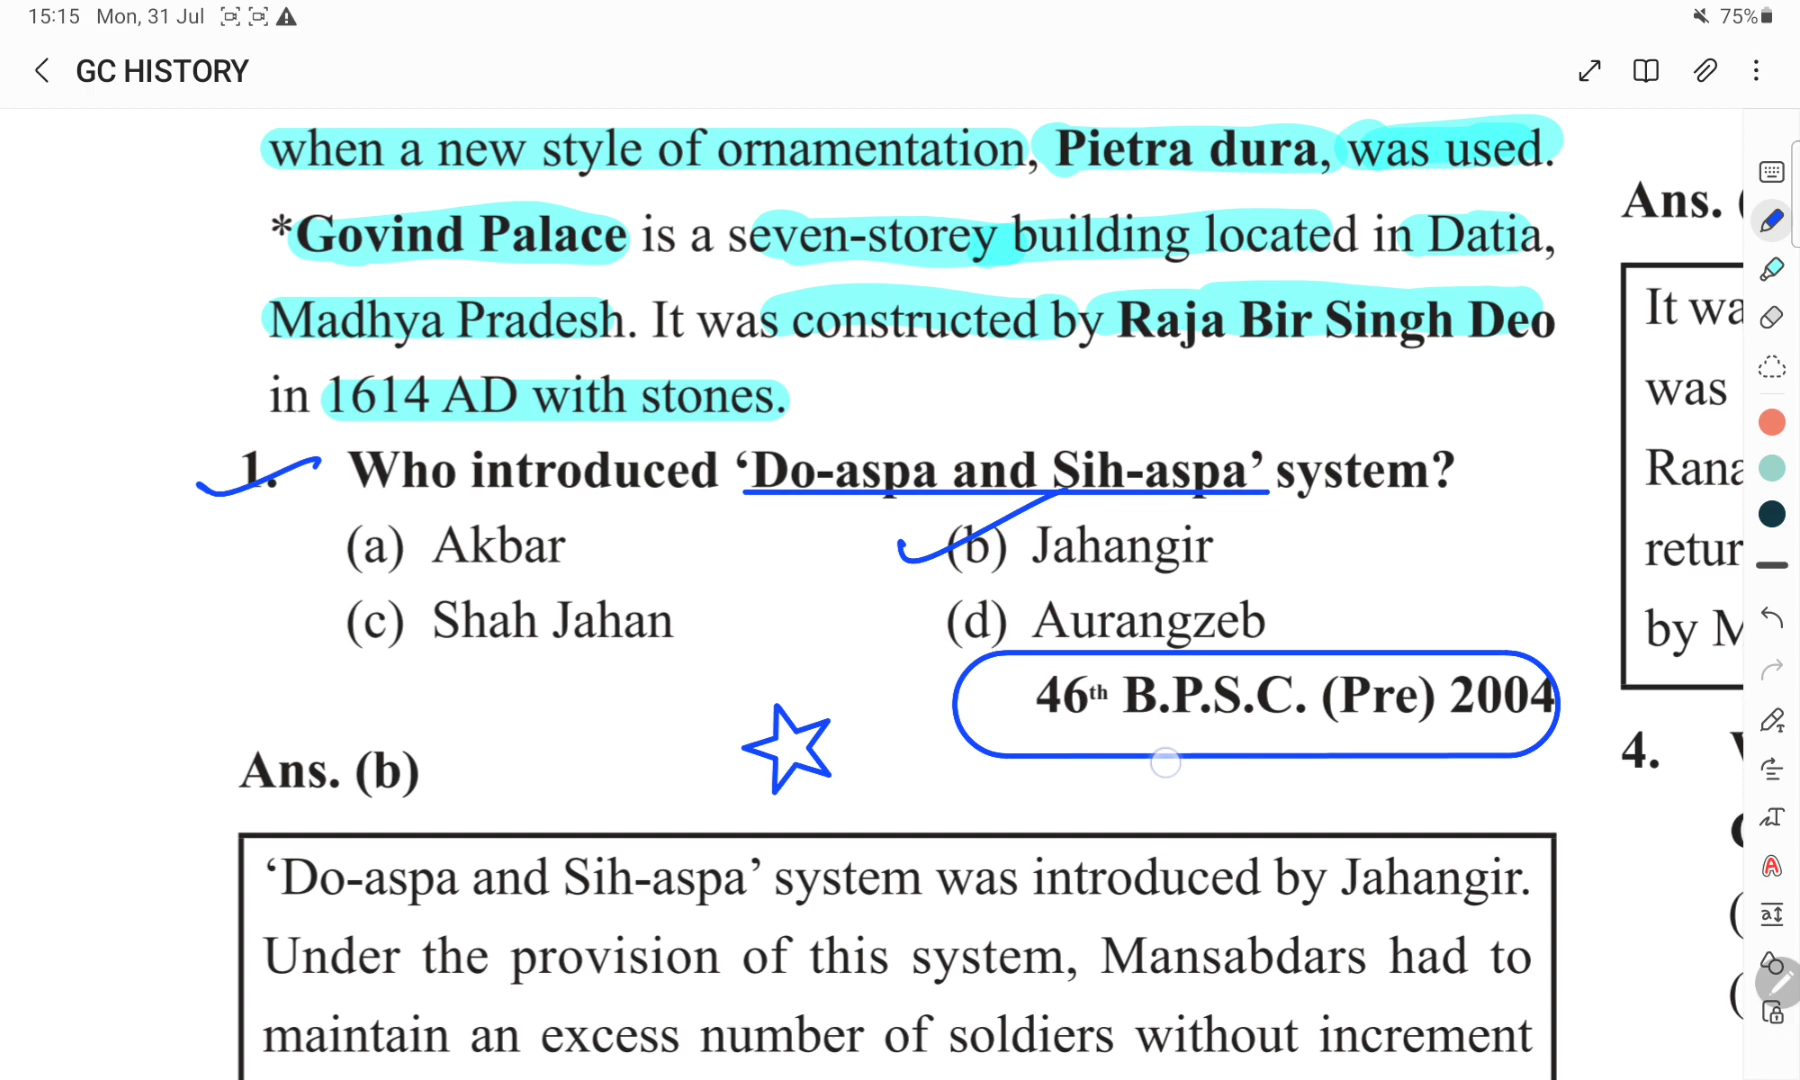 15:15 Mon, 31 Jul
75%
GC HISTORY
when a new style of ornamentation, Pietra dura, was used.
*Govind Palace is a seven-storey building located in Datia,
Madhya Pradesh. It was constructed by Raja Bir Singh Deo
in 1614 AD with stones.
1. Who introduced ‘Do-aspa and Sih-aspa’ system?
(a) Akbar (b) Jahangir
(c) Shah Jahan (d) Aurangzeb
46th B.P.S.C. (Pre) 2004
Ans. (b)
‘Do-aspa and Sih-aspa’ system was introduced by Jahangir.
Under the provision of this system, Mansabdars had to
maintain an excess number of soldiers without increment
Ans. (
It wa
was
Rana
retur
by M
4.
(
(